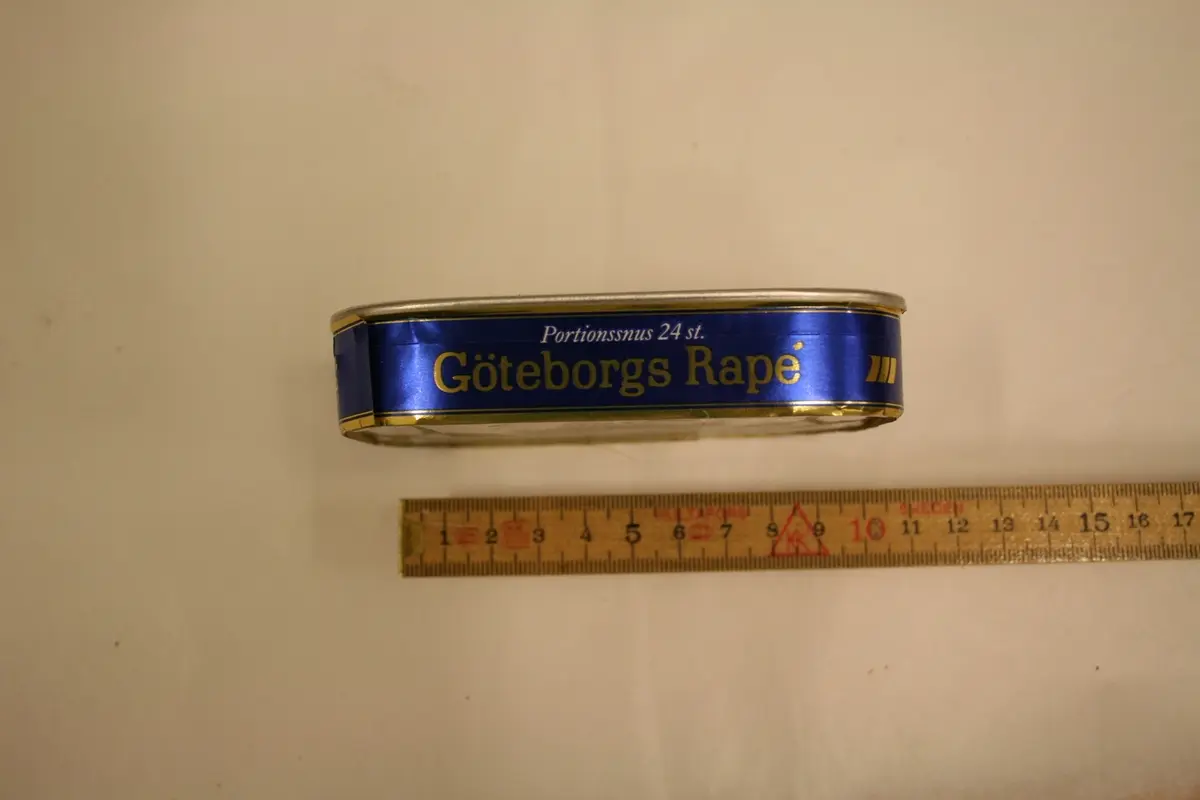 Portionssnus 24 st.
Göteborgs Rapé
1 2 3 4 5 6 7 8 9 10 11 12 13 14 15 16 17